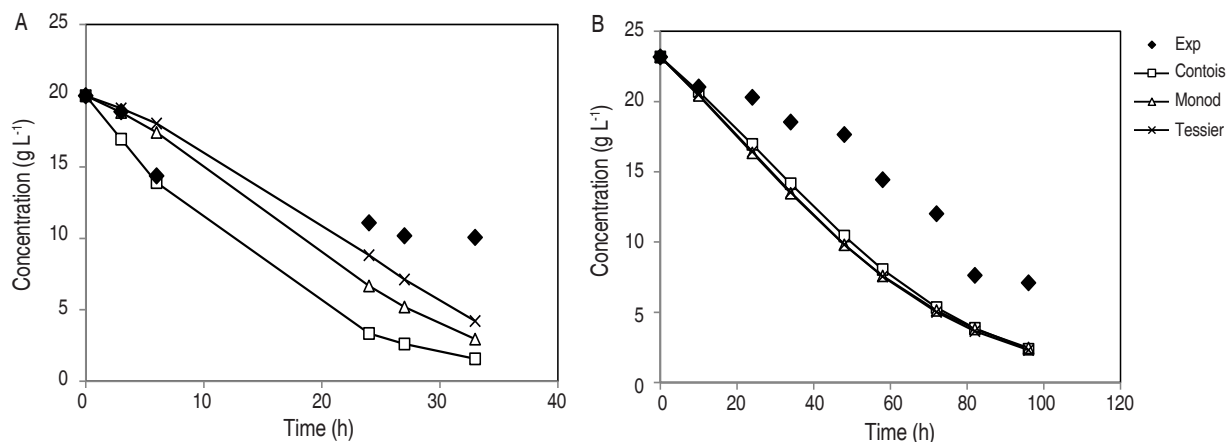 A
Concentration (g L-1)
25
20
15
10
5
0
0 10 20 30 40
Time (h)
B
Concentration (g L-1)
25
20
15
10
5
0
0 20 40 60 80 100 120
Time (h)
Exp
Contois
Monod
Tessier